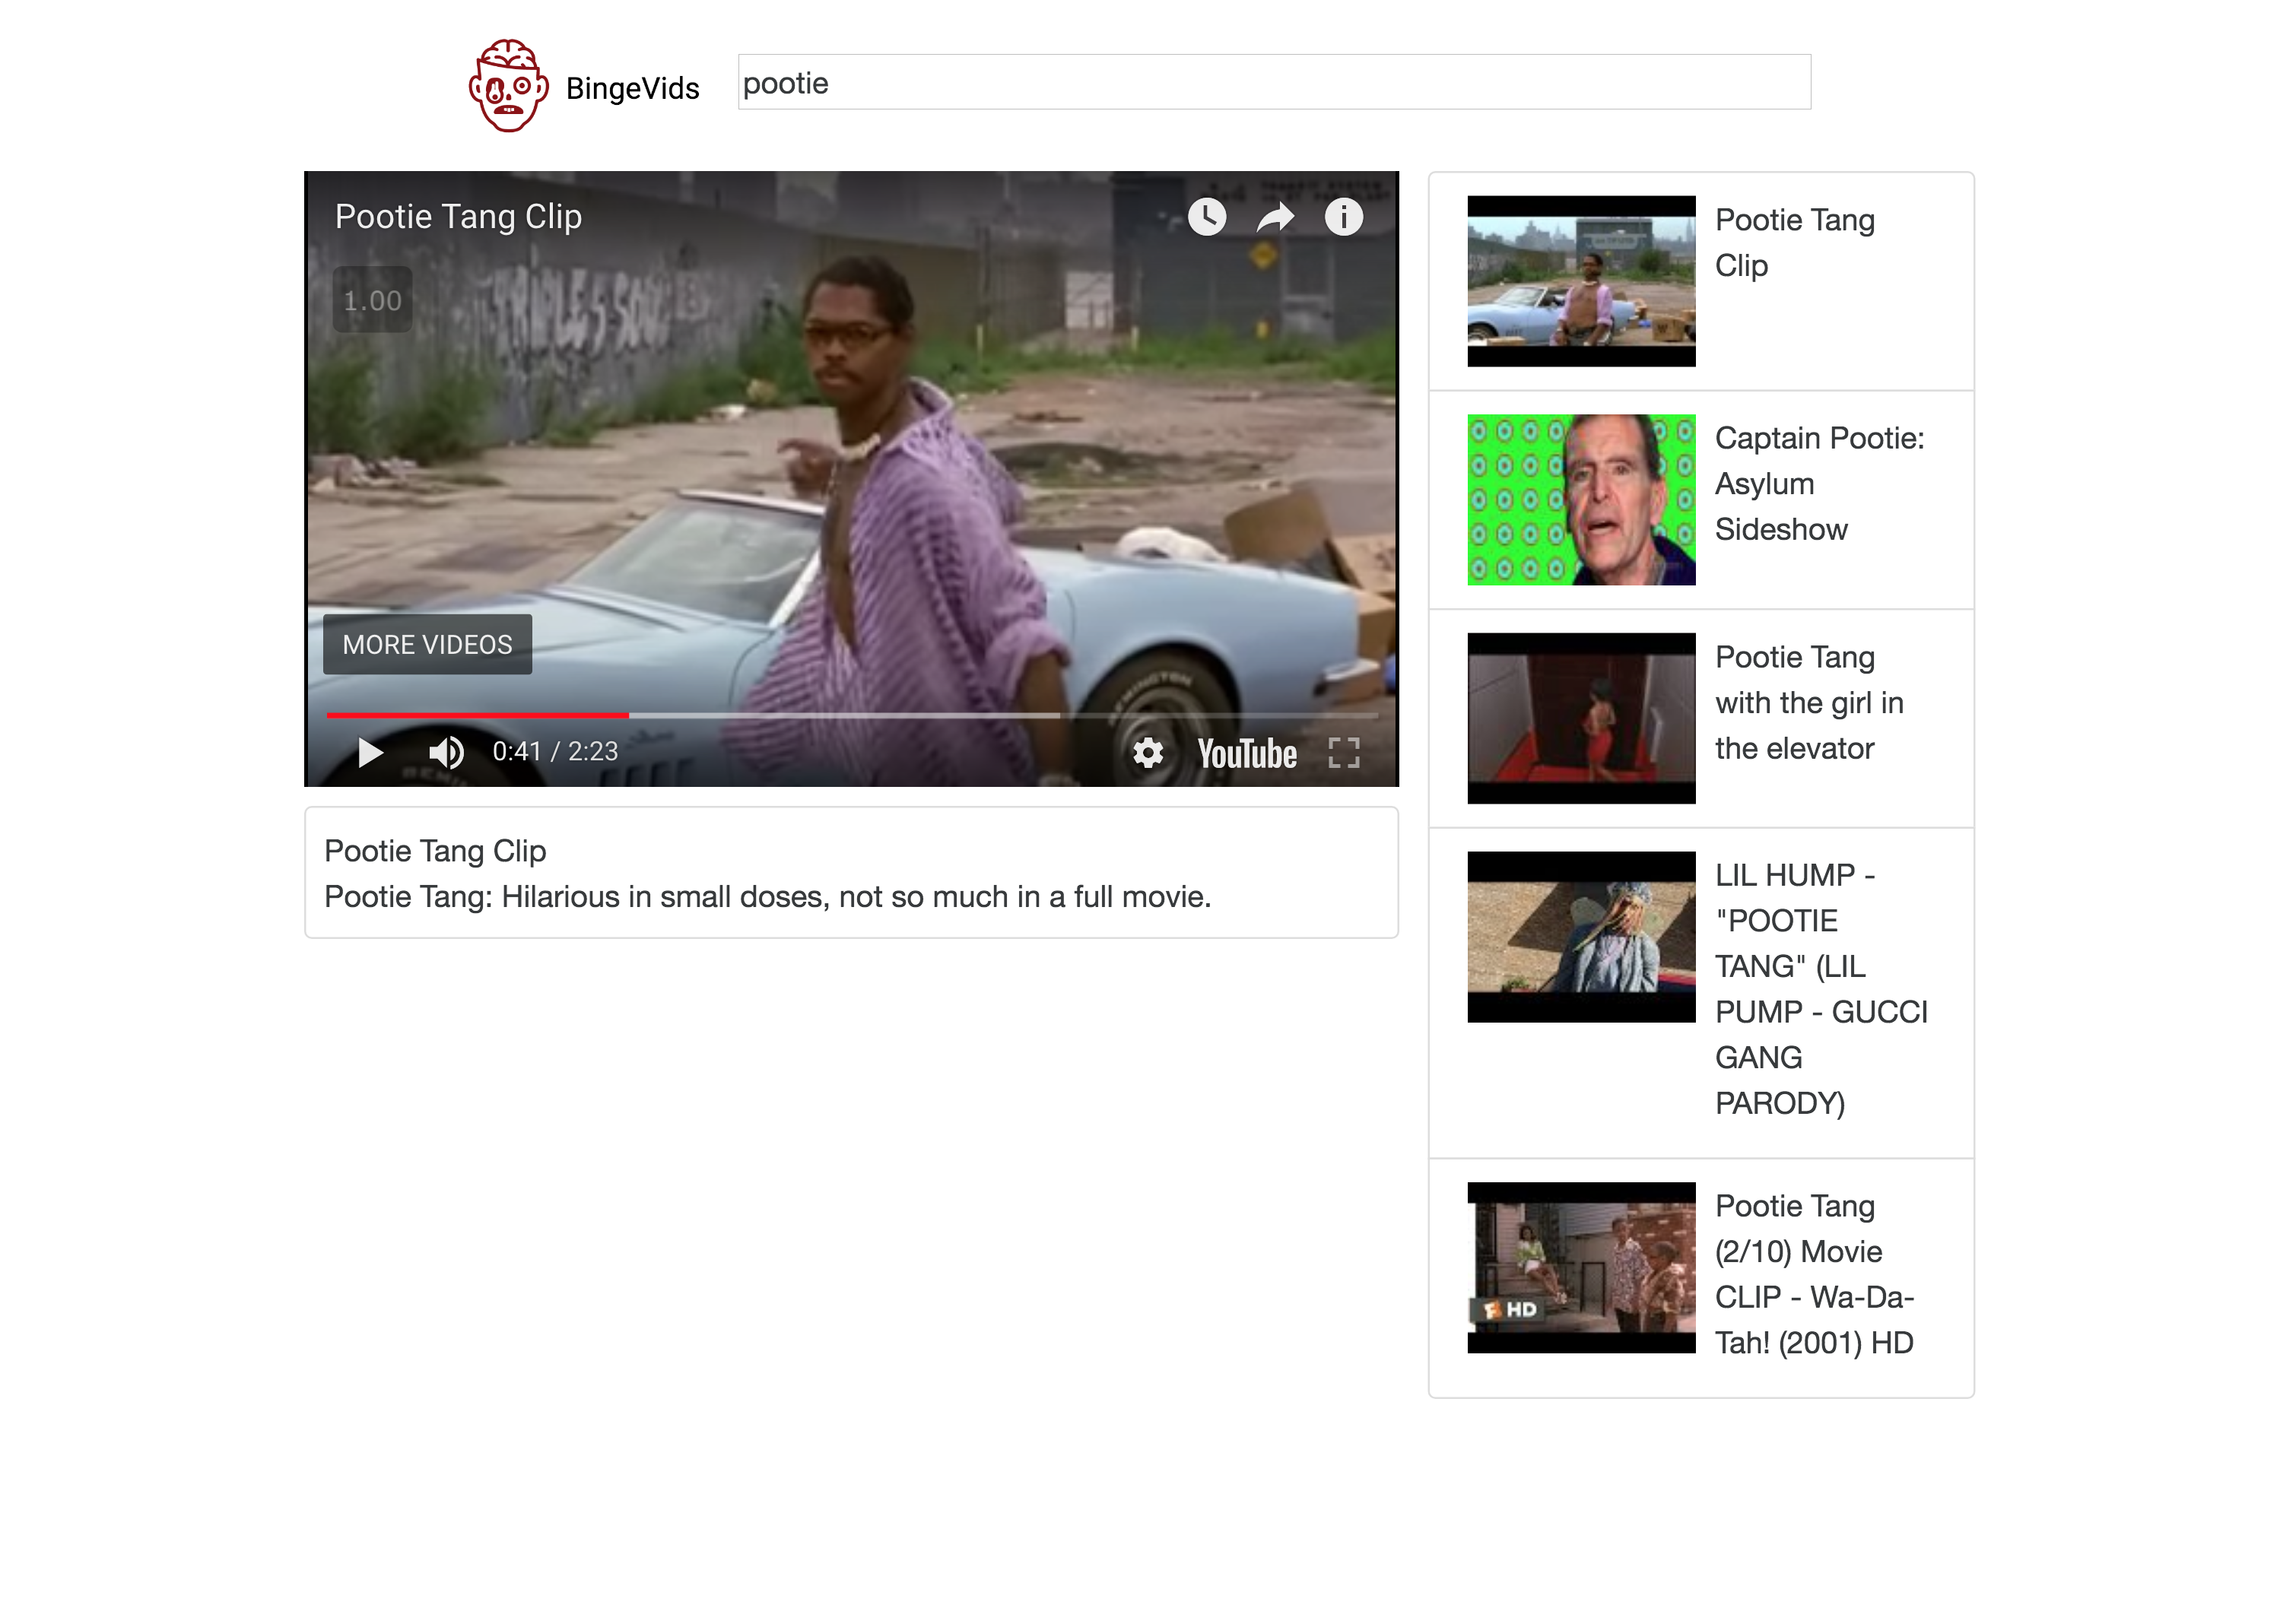 BingeVids
pootie
Pootie Tang Clip
1.00
MORE VIDEOS
REMINGTON
0:41 / 2:23
YouTube
Pootie Tang Clip
Pootie Tang: Hilarious in small doses, not so much in a full movie.
Pootie Tang
Clip
Captain Pootie:
Asylum
Sideshow
Pootie Tang
with the girl in
the elevator
LIL HUMP -
"POOTIE
TANG" (LIL
PUMP - GUCCI
GANG
PARODY)
HD
Pootie Tang
(2/10) Movie
CLIP - Wa-Da-
Tah! (2001) HD